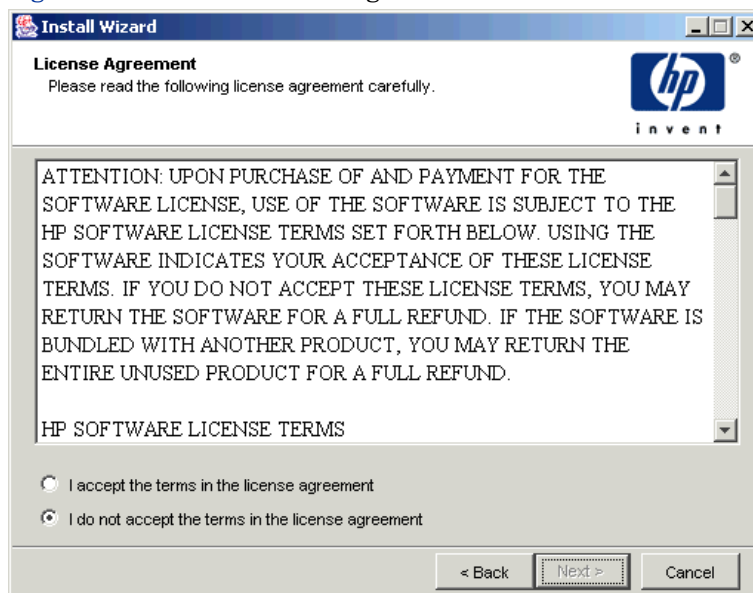 Install Wizard
License Agreement
Please read the following license agreement carefully.
hp
®
invent
ATTENTION: UPON PURCHASE OF AND PAYMENT FOR THE
SOFTWARE LICENSE, USE OF THE SOFTWARE IS SUBJECT TO THE
HP SOFTWARE LICENSE TERMS SET FORTH BELOW. USING THE
SOFTWARE INDICATES YOUR ACCEPTANCE OF THESE LICENSE
TERMS. IF YOU DO NOT ACCEPT THESE LICENSE TERMS, YOU MAY
RETURN THE SOFTWARE FOR A FULL REFUND. IF THE SOFTWARE IS
BUNDLED WITH ANOTHER PRODUCT, YOU MAY RETURN THE
ENTIRE UNUSED PRODUCT FOR A FULL REFUND.
HP SOFTWARE LICENSE TERMS
I accept the terms in the license agreement
I do not accept the terms in the license agreement
< Back
Next >
Cancel